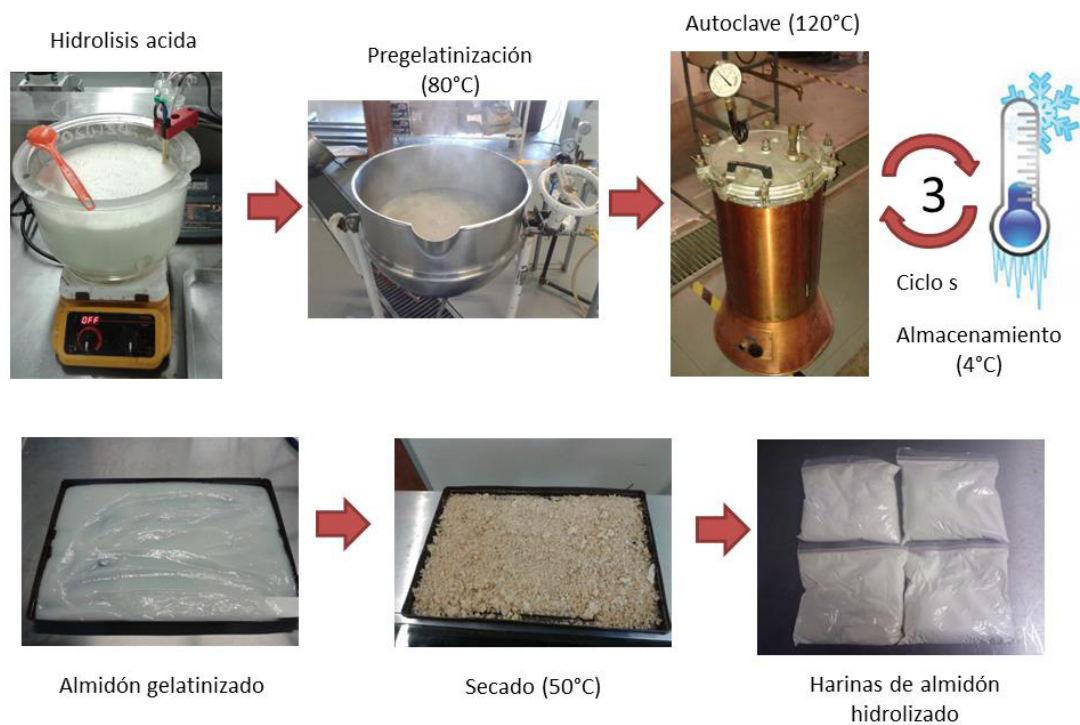 Hidrolisis acida
Pregelatinización
(80°C)
Autoclave (120°C)
OFF
3
Ciclo s
Almacenamiento
(4°C)
Almidón gelatinizado
Secado (50°C)
Harinas de almidón
hidrolizado